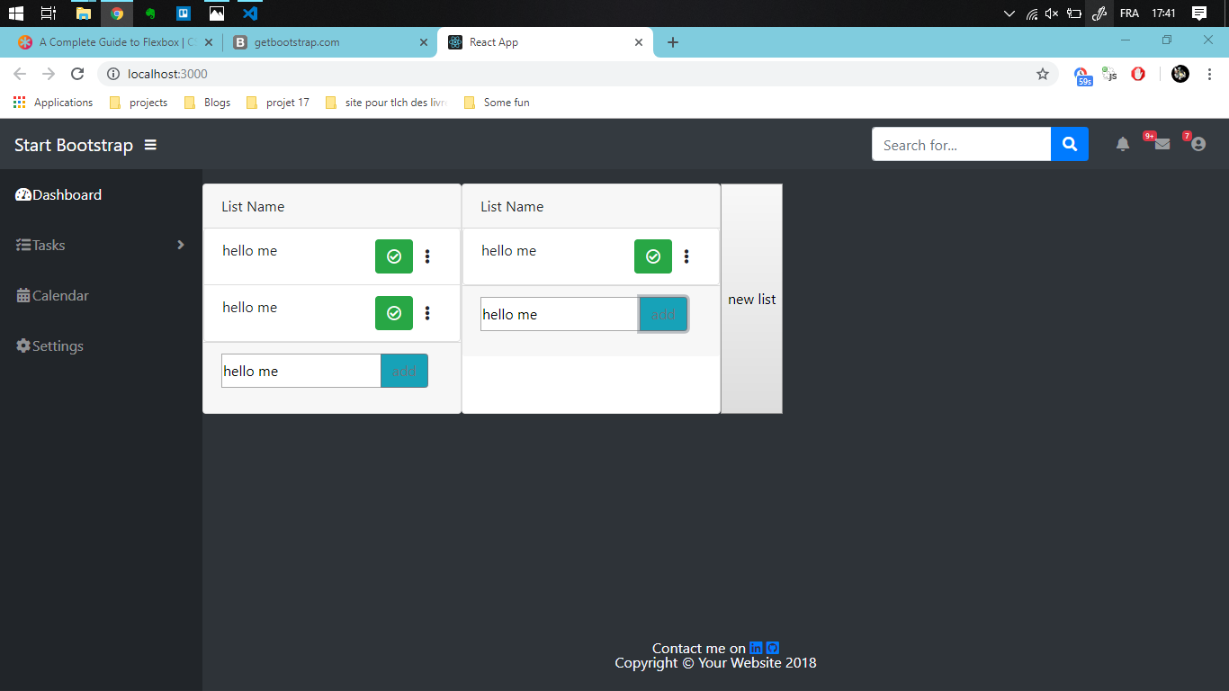 FRA 17:41
A Complete Guide to Flexbox | C
getbootstrap.com
React App
localhost:3000
59s
js
Applications projects Blogs projet 17 site pour tlch des livr Some fun
Start Bootstrap
Search for...
9+
7
Dashboard
Tasks
Calendar
Settings
List Name
hello me
hello me
hello me add
List Name
hello me
hello me add
new list
Contact me on
Copyright © Your Website 2018